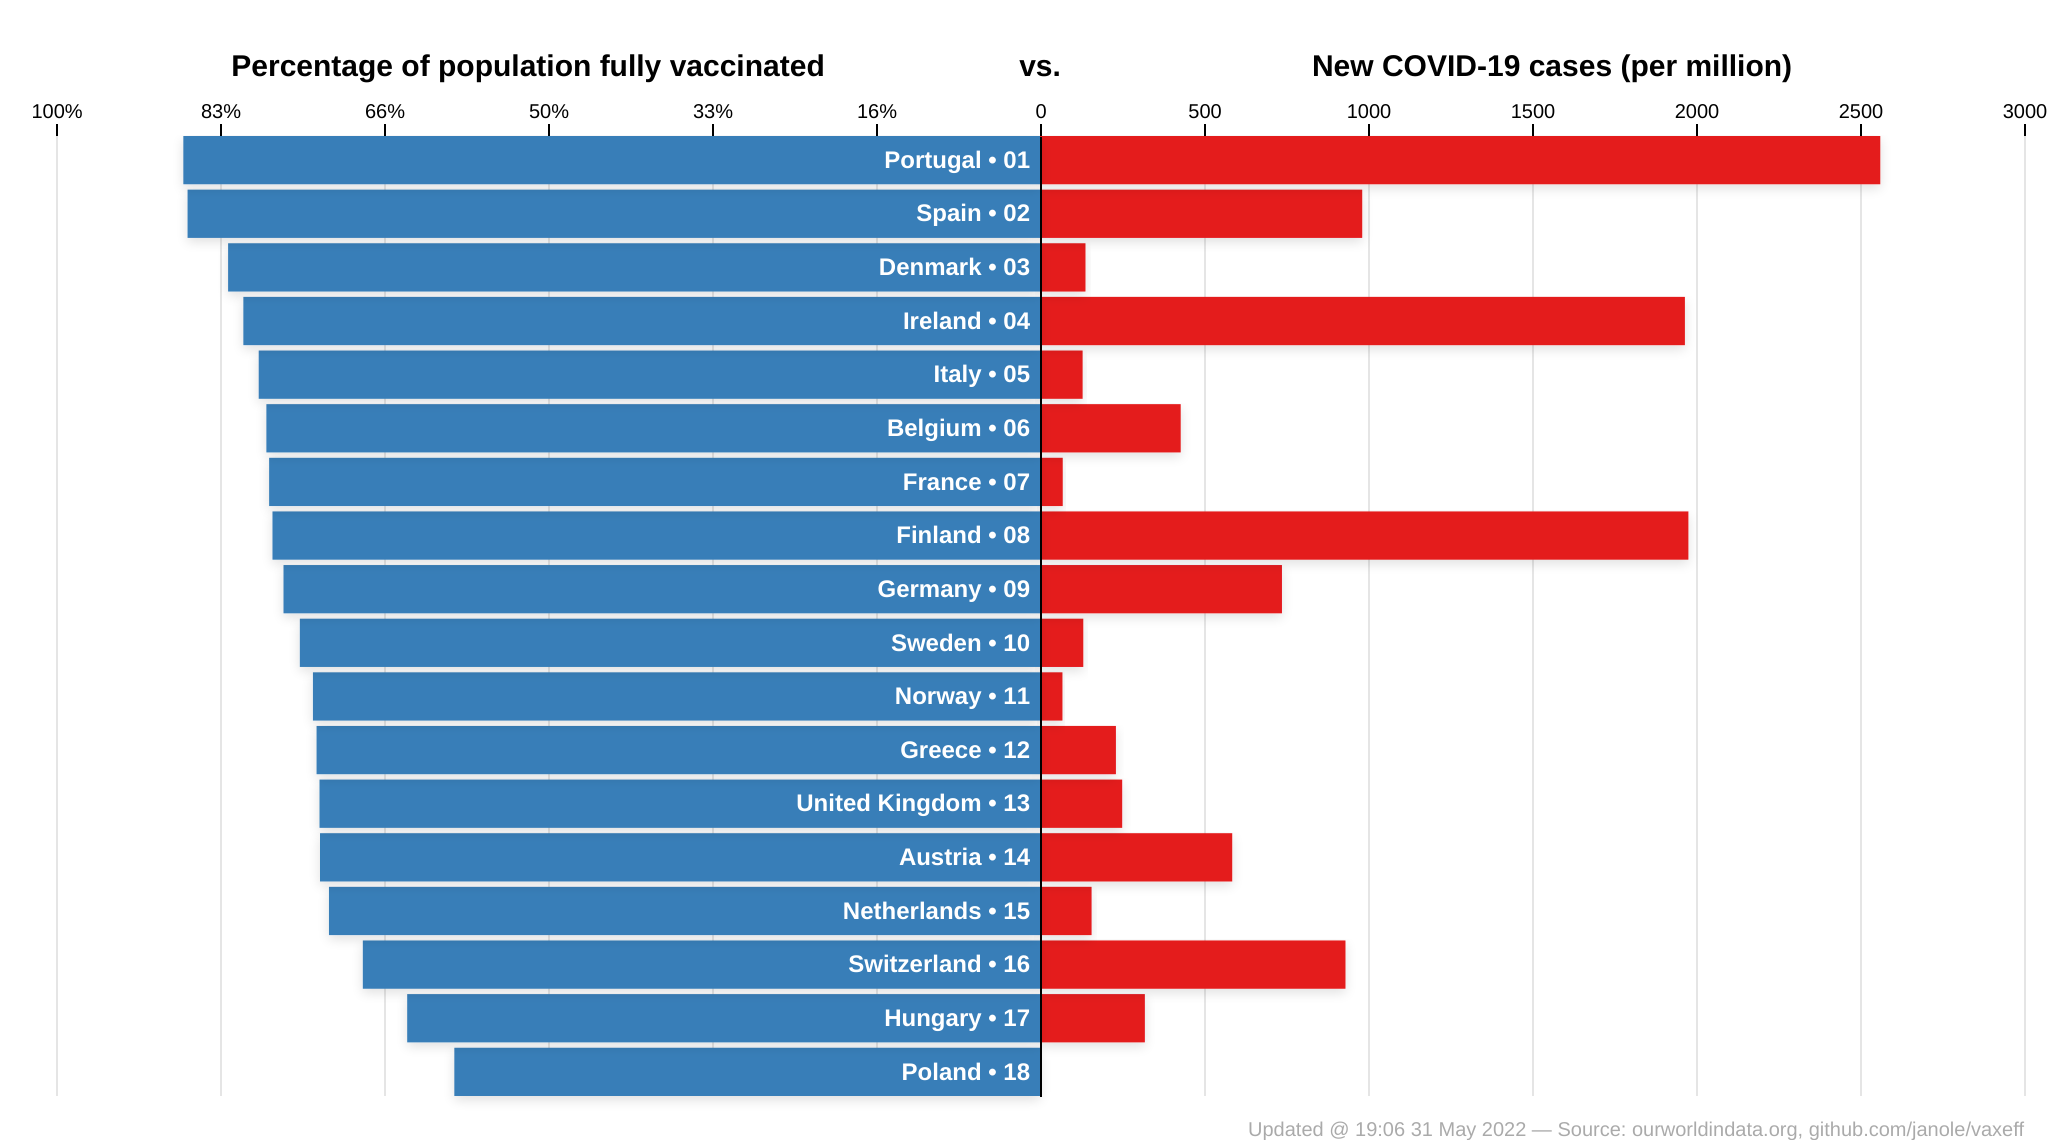 Percentage of population fully vaccinated vs. New COVID-19 cases (per million)
100% 83% 66% 50% 33% 16% 0 500 1000 1500 2000 2500 3000
Portugal • 01
Spain • 02
Denmark • 03
Ireland • 04
Italy • 05
Belgium • 06
France • 07
Finland • 08
Germany • 09
Sweden • 10
Norway • 11
Greece • 12
United Kingdom • 13
Austria • 14
Netherlands • 15
Switzerland • 16
Hungary • 17
Poland • 18
Updated @ 19:06 31 May 2022 — Source: ourworldindata.org, github.com/janole/vaxeff